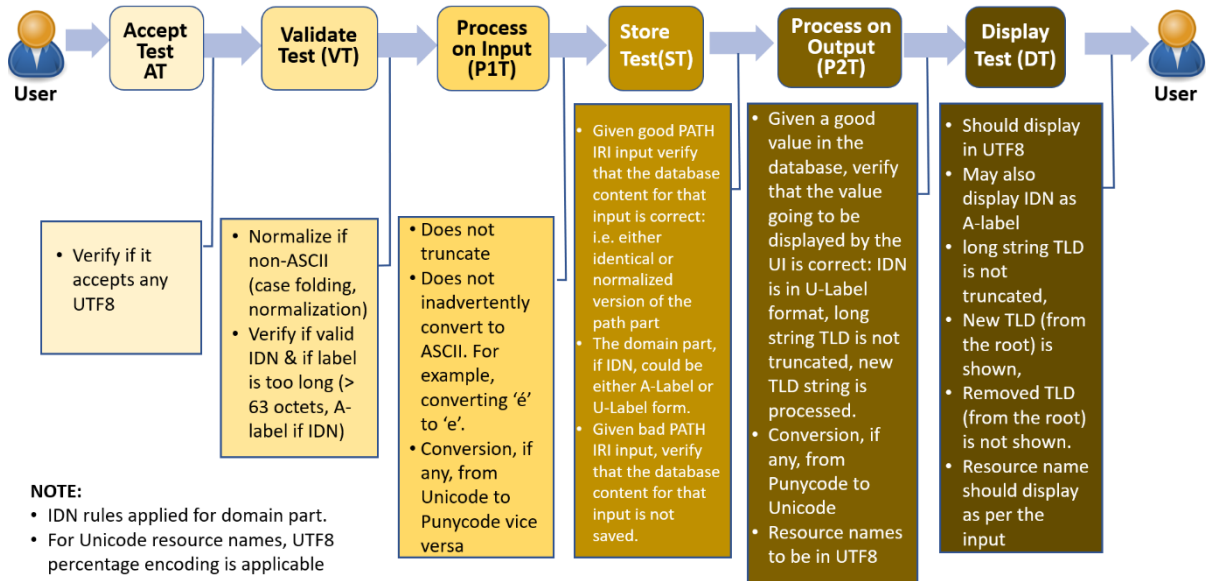 User
Accept
Test
AT
Validate
Test (VT)
Process
on Input
(P1T)
Store
Test(ST)
Process on
Output
(P2T)
Display
Test (DT)
User
• Verify if it
accepts any
UTF8
• Normalize if
non-ASCII
(case folding,
normalization)
• Verify if valid
IDN & if label
is too long (>
63 octets, A-
label if IDN)
• Does not
truncate
• Does not
inadvertently
convert to
ASCII. For
example,
converting ‘é’
to ‘e’.
• Conversion, if
any, from
Unicode to
Punycode vice
versa
• Given good PATH
IRI input verify
that the database
content for that
input is correct:
i.e. either
identical or
normalized
version of the
path part
• The domain part,
if IDN, could be
either A-Label or
U-Label form.
• Given bad PATH
IRI input, verify
that the database
content for that
input is not
saved.
• Given a good
value in the
database, verify
that the value
going to be
displayed by the
UI is correct: IDN
is in U-Label
format, long
string TLD is not
truncated, new
TLD string is
processed.
• Conversion, if
any, from
Punycode to
Unicode
• Resource names
to be in UTF8
• Should display
in UTF8
• May also
display IDN as
A-label
• long string TLD
is not
truncated,
• New TLD (from
the root) is
shown,
• Removed TLD
(from the root)
is not shown.
• Resource name
should display
as per the
input
NOTE:
• IDN rules applied for domain part.
• For Unicode resource names, UTF8
percentage encoding is applicable